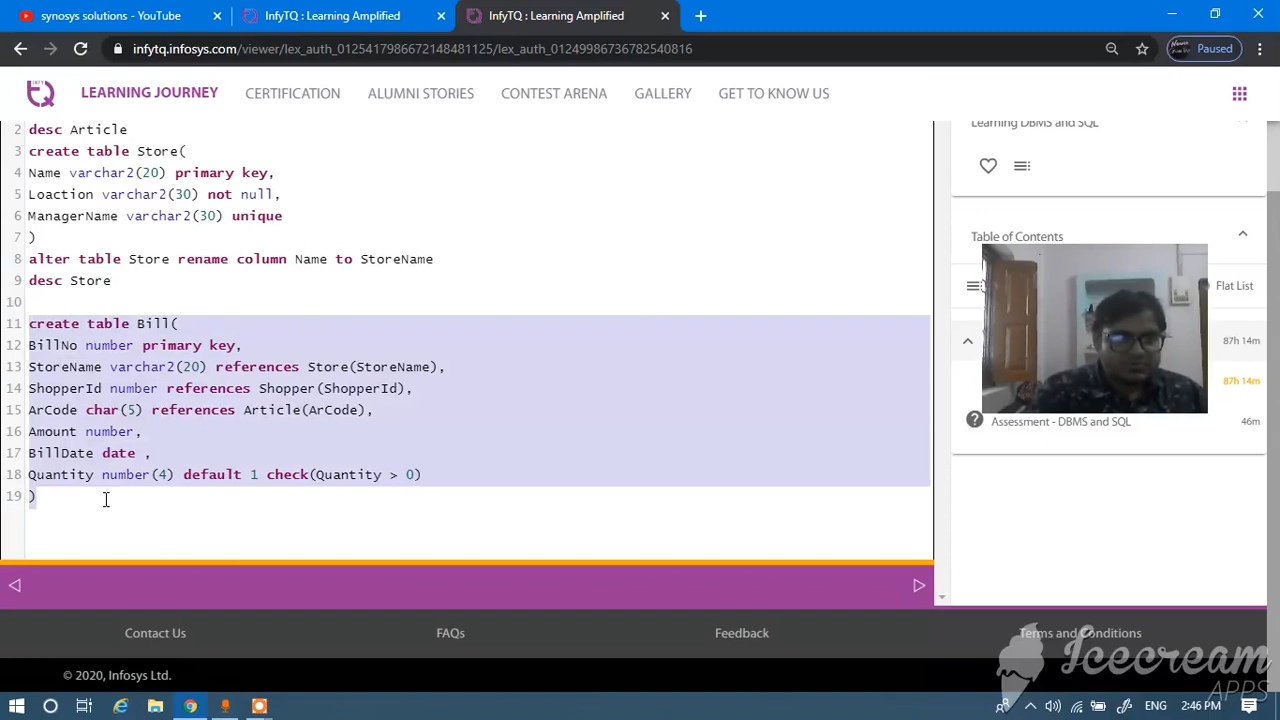 synosys solutions - YouTube
InfyTQ : Learning Amplified
InfyTQ : Learning Amplified
infytq.infosys.com/viewer/lex_auth_012541798667214848​1125/lex_auth_01249986736782540816
Paused
LEARNING JOURNEY
CERTIFICATION
ALUMNI STORIES
CONTEST ARENA
GALLERY
GET TO KNOW US
2 desc Article
3 create table Store(
4 Name varchar2(20) primary key,
5 Loaction varchar2(30) not null,
6 ManagerName varchar2(30) unique
7 )
8 alter table Store rename column Name to StoreName
9 desc Store
10
11 create table Bill(
12 BillNo number primary key,
13 StoreName varchar2(20) references Store(StoreName),
14 ShopperId number references Shopper(ShopperId),
15 ArCode char(5) references Article(ArCode),
16 Amount number,
17 BillDate date ,
18 Quantity number(4) default 1 check(Quantity > 0)
19 )
Learning DBMS and SQL
Table of Contents
Flat List
87h 14m
87h 14m
Assessment - DBMS and SQL
46m
Contact Us
FAQs
Feedback
Terms and Conditions
© 2020, Infosys Ltd.
Icecream
APPS
ENG
2:46 PM